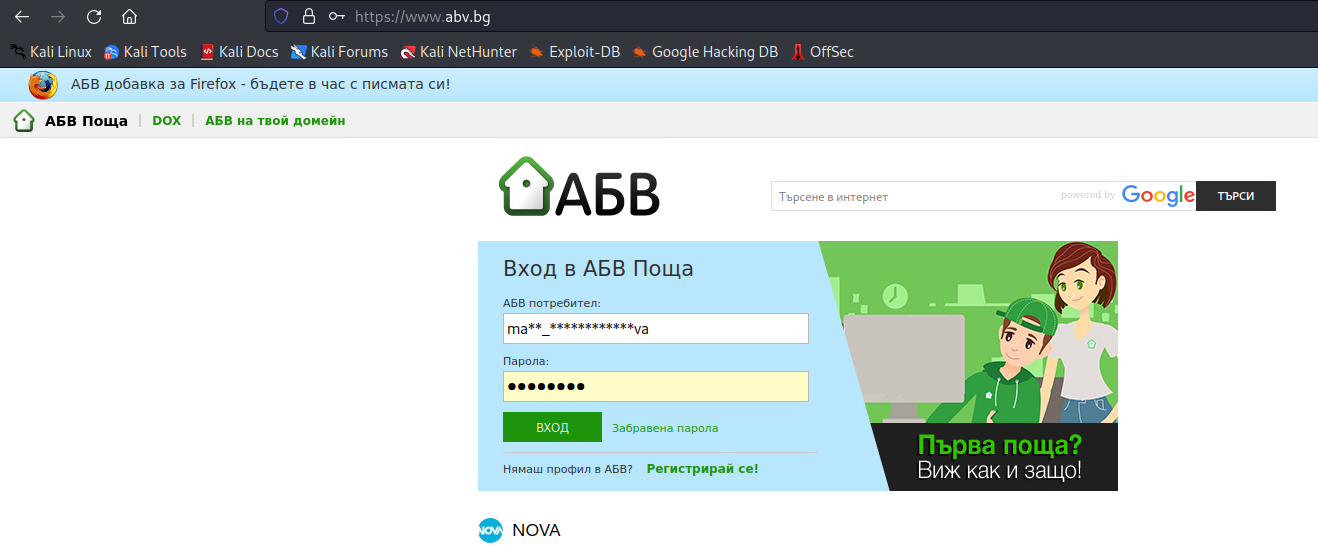 https://www.abv.bg
Kali Linux Kali Tools Kali Docs Kali Forums Kali NetHunter Exploit-DB Google Hacking DB OffSec
АБВ добавка за Firefox - бъдете в час с писмата си!
АБВ Поща DOX АБВ на твой домейн
АБВ
Търсене в интернет powered by Google ТЪРСИ
Вход в АБВ Поща
АБВ потребител:
ma**_************va
Парола:
●●●●●●●●
ВХОД Забравена парола
Нямаш профил в АБВ? Регистрирай се!
Първа поща?
Виж как и защо!
NOVA NOVA